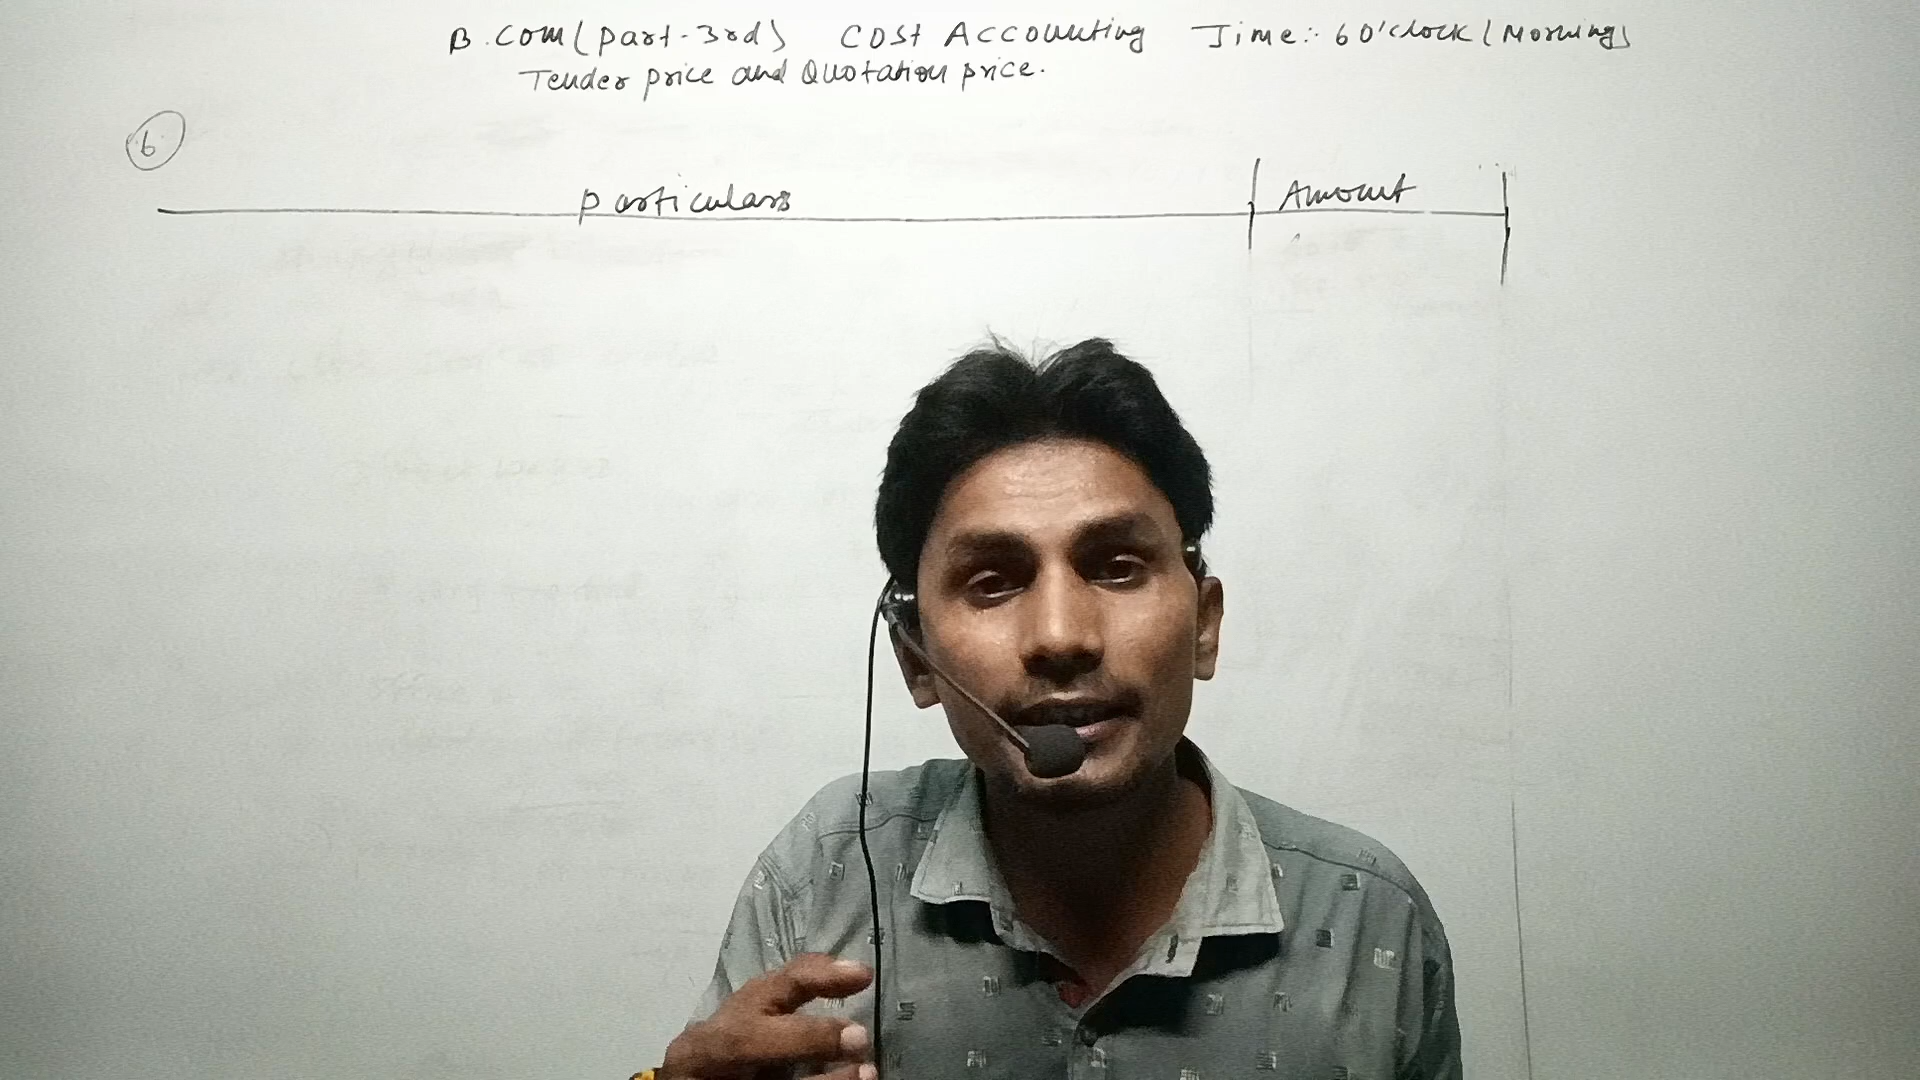 B.Com (Part-3rd) Cost Accounting Time:- 6 O'clock (Morning)
Tender price and Quotation price.
6
particulars Amount